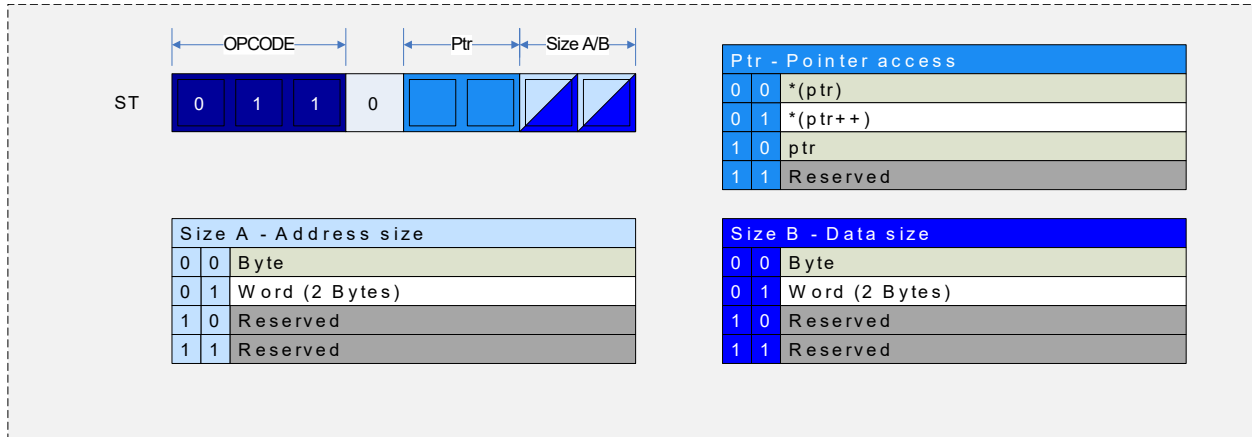 OPCODE Ptr Size A/B
ST 0 1 1 0
Ptr - Pointer access
0 0 *(ptr)
0 1 *(ptr++)
1 0 ptr
1 1 Reserved
Size A - Address size
0 0 Byte
0 1 Word (2 Bytes)
1 0 Reserved
1 1 Reserved
Size B - Data size
0 0 Byte
0 1 Word (2 Bytes)
1 0 Reserved
1 1 Reserved